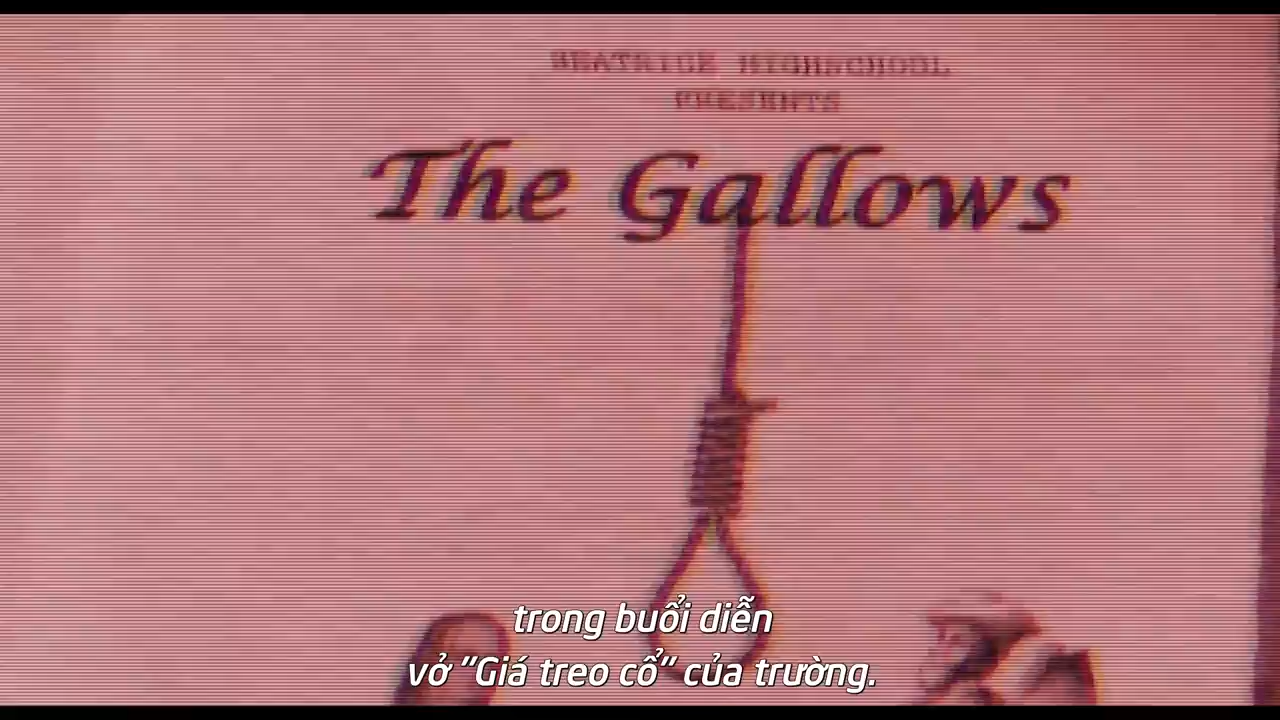 BEATRICE HIGHSCHOOL
PRESENTS
The Gallows
trong buổi diễn
vở "Giá treo cổ" của trường.